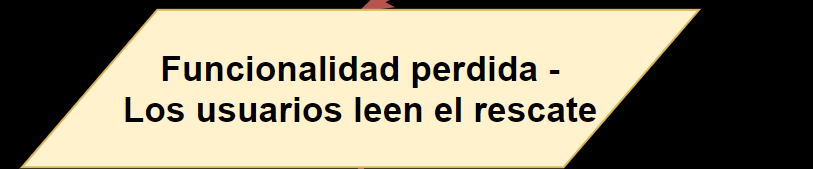 Funcionalidad perdida -
Los usuarios leen el rescate